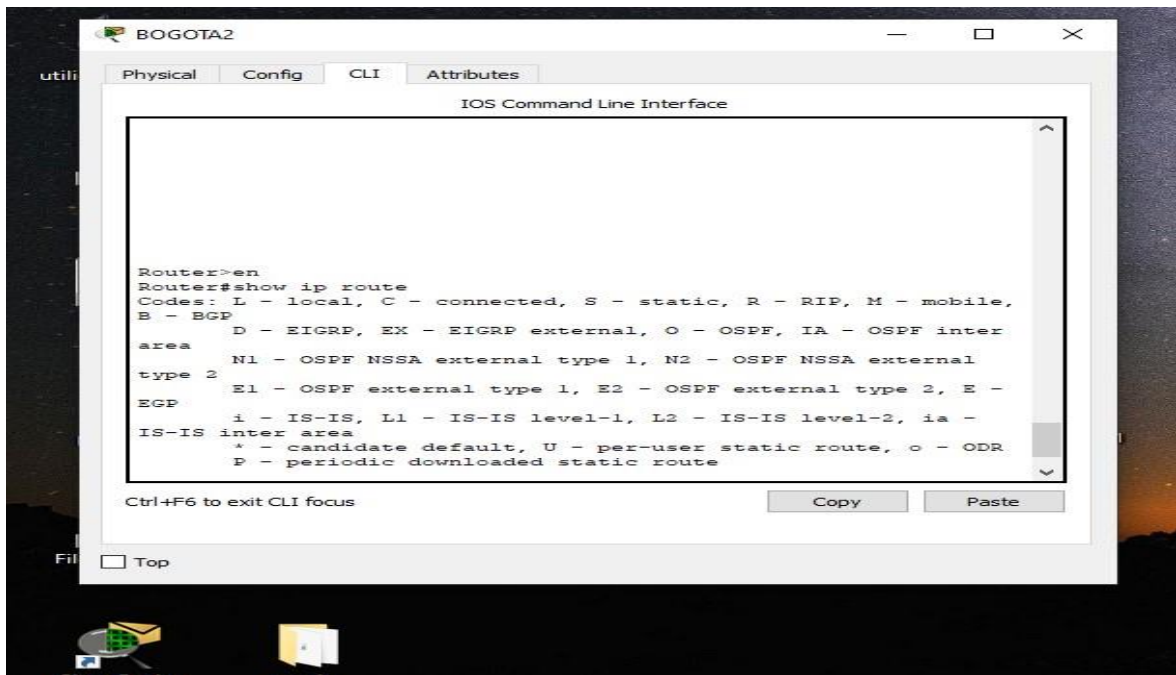 BOGOTA2
utili
Physical Config CLI Attributes
IOS Command Line Interface
Router>en
Router#show ip route
Codes: L - local, C - connected, S - static, R - RIP, M - mobile,
B - BGP
D - EIGRP, EX - EIGRP external, O - OSPF, IA - OSPF inter
area
N1 - OSPF NSSA external type 1, N2 - OSPF NSSA external
type 2
E1 - OSPF external type 1, E2 - OSPF external type 2, E -
EGP
i - IS-IS, L1 - IS-IS level-1, L2 - IS-IS level-2, ia -
IS-IS inter area
* - candidate default, U - per-user static route, o - ODR
P - periodic downloaded static route
Ctrl+F6 to exit CLI focus
Copy Paste
Fil
Top